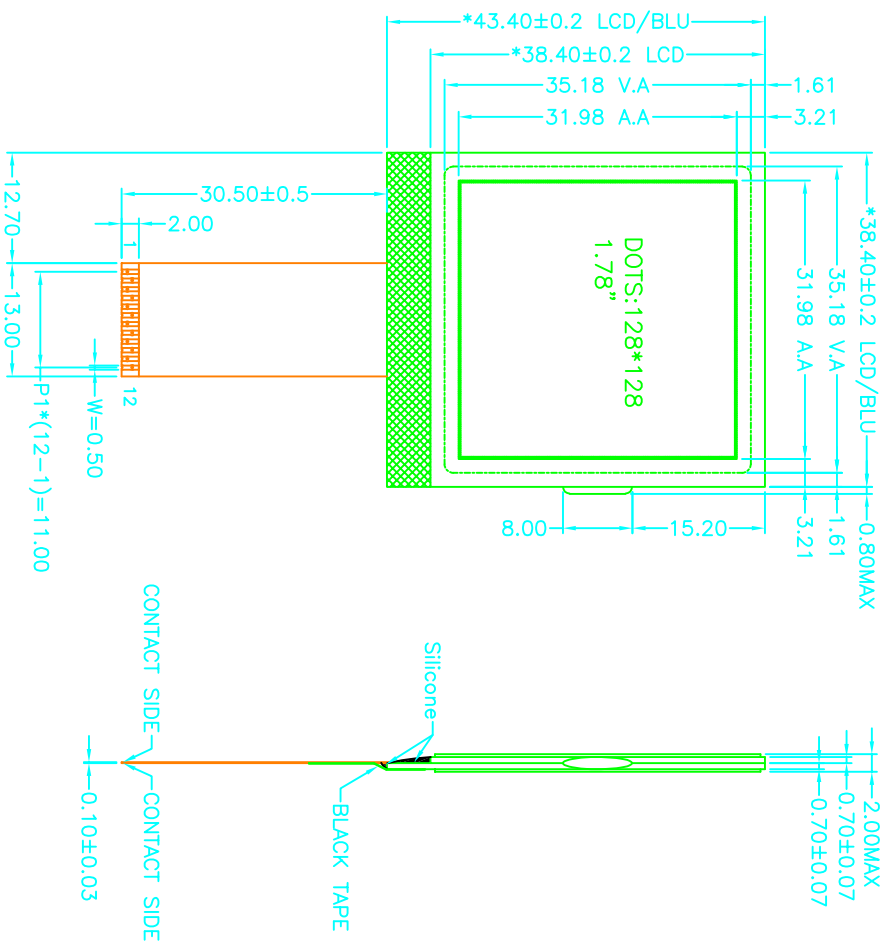 *43.40±0.2 LCD/BLU
*38.40±0.2 LCD
35.18 V.A
1.61
31.98 A.A
3.21
*38.40±0.2 LCD/BLU
0.80MAX
35.18 V.A
1.61
31.98 A.A
3.21
30.50±0.5
2.00
12.70
13.00
1
12
W=0.50
P1*(12-1)=11.00
DOTS:128*128
1.78"
8.00
15.20
CONTACT SIDE
CONTACT SIDE
Silicone
BLACK TAPE
0.10±0.03
2.00MAX
0.70±0.07
0.70±0.07